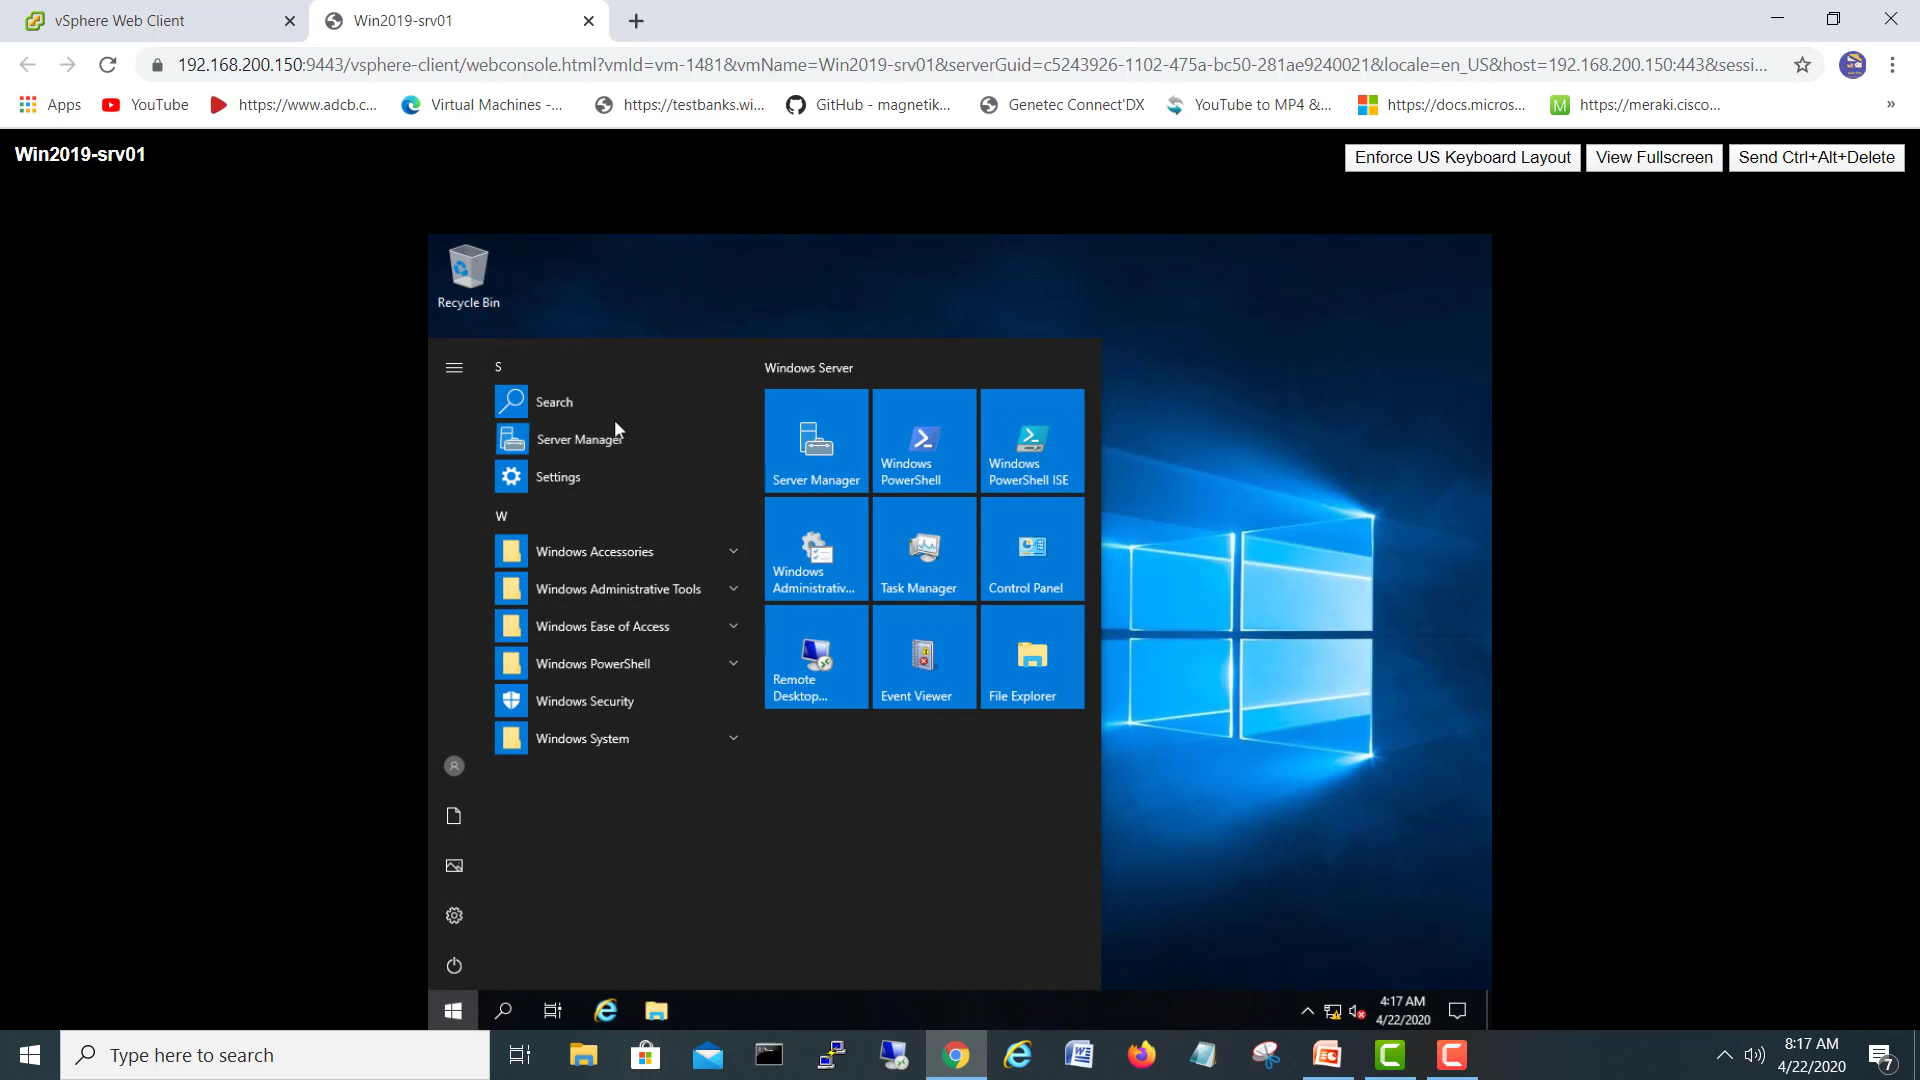 vSphere Web Client
Win2019-srv01
192.168.200.150:9443/vsphere-client/webconsole.html?vmId=vm-1481&vmName=Win2019-srv01&serverGuid=c5243926-1102-475a-bc50-281ae9240021&locale=en_US&host=192.168.200.150:443&sessi...
Apps
YouTube
https://www.adcb.c...
Virtual Machines -...
https://testbanks.wi...
GitHub - magnetik...
Genetec Connect'DX
YouTube to MP4 &...
https://docs.micros...
M
https://meraki.cisco...
»
Win2019-srv01
Enforce US Keyboard Layout
View Fullscreen
Send Ctrl+Alt+Delete
Recycle Bin
S
Search
Server Manager
Settings
W
Windows Accessories
Windows Administrative Tools
Windows Ease of Access
Windows PowerShell
Windows Security
Windows System
Windows Server
Server Manager
Windows
PowerShell
Windows
PowerShell ISE
Windows
Administrativ...
Task Manager
Control Panel
Remote
Desktop...
Event Viewer
File Explorer
4:17 AM
4/22/2020
Type here to search
8:17 AM
4/22/2020
7